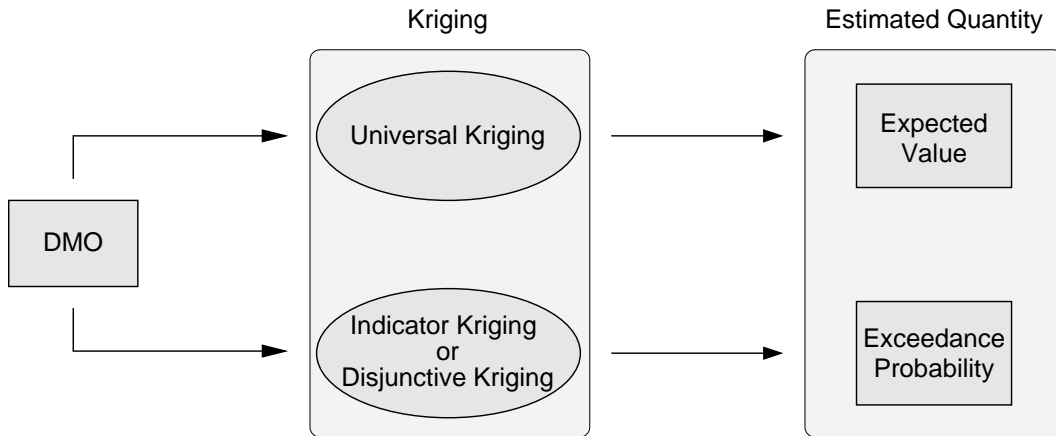 Kriging
Estimated Quantity
Universal Kriging
Expected
Value
DMO
Indicator Kriging
or
Disjunctive Kriging
Exceedance
Probability